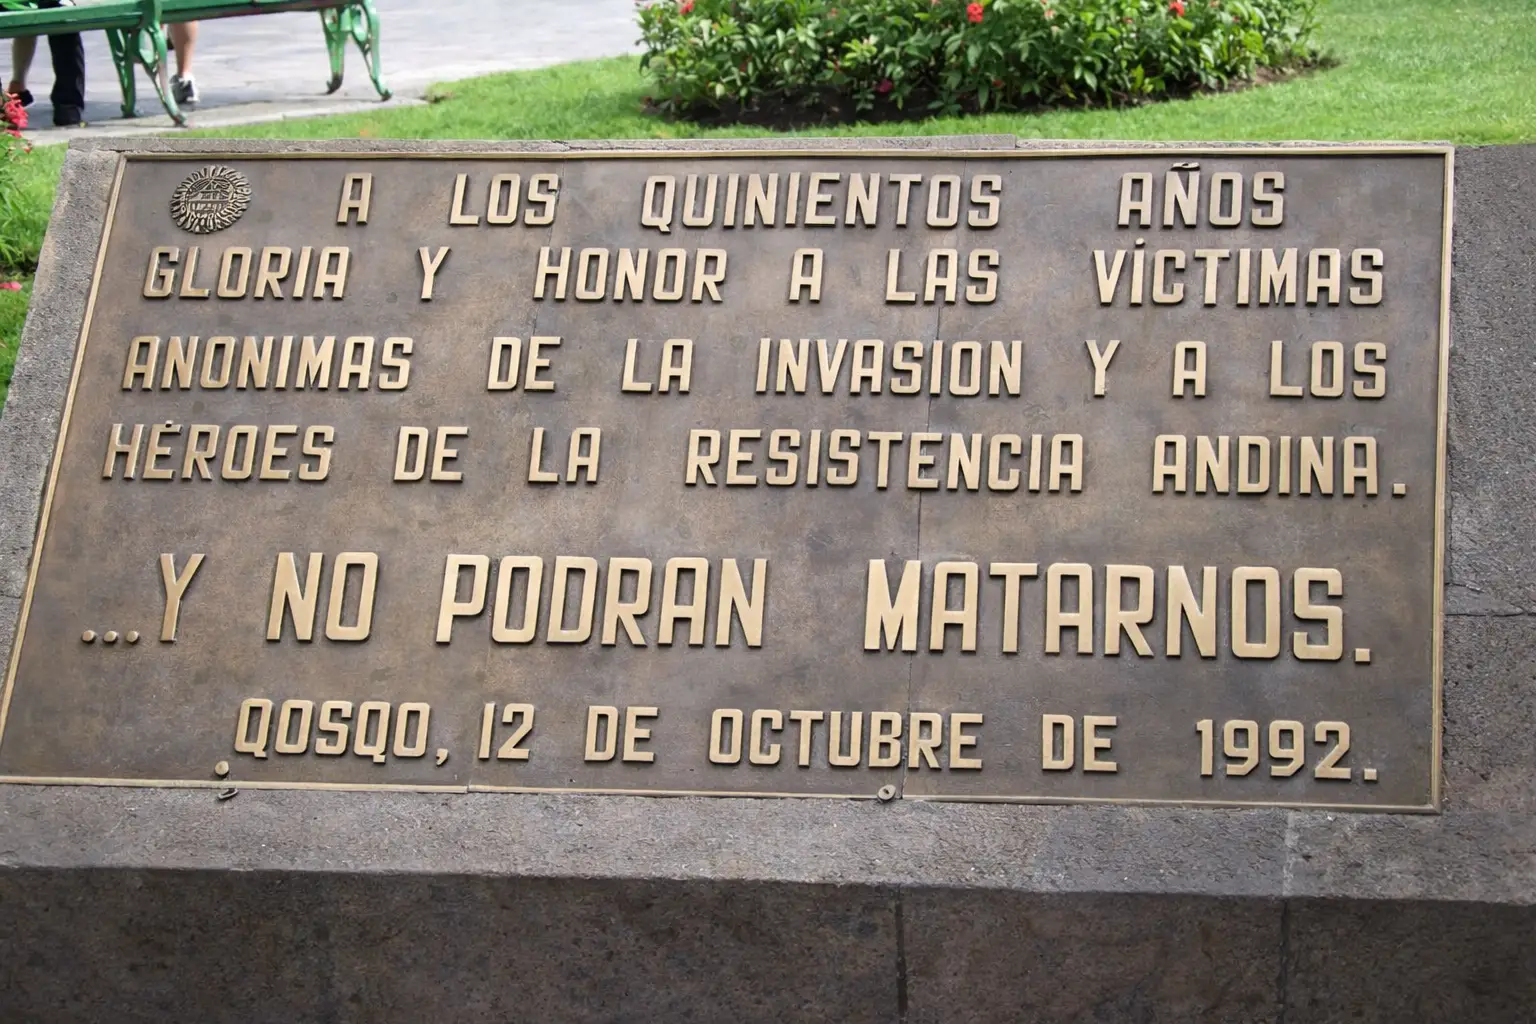 A LOS QUINIENTOS AÑOS
GLORIA Y HONOR A LAS VÍCTIMAS
ANONIMAS DE LA INVASION Y A LOS
HÉROES DE LA RESISTENCIA ANDINA.
...Y NO PODRAN MATARNOS.
QOSQO, 12 DE OCTUBRE DE 1992.